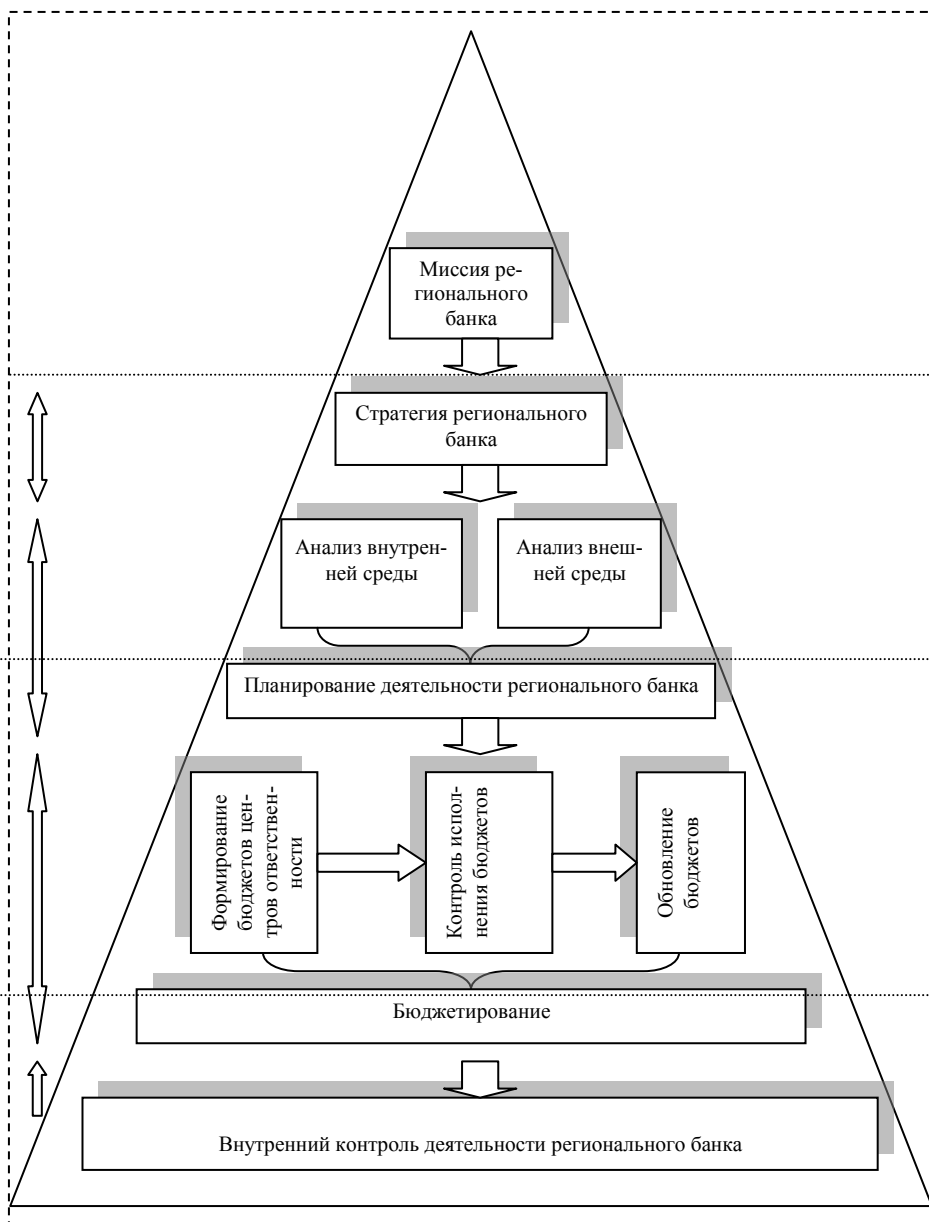 Миссия ре-
гионального
банка
Стратегия регионального
банка
Анализ внутрен-
ней среды
Анализ внеш-
ней среды
Планирование деятельности регионального банка
Формирование
бюджетов цен-
тров ответствен-
ности
Контроль испол-
нения бюджетов
Обновление
бюджетов
Бюджетирование
Внутренний контроль деятельности регионального банка